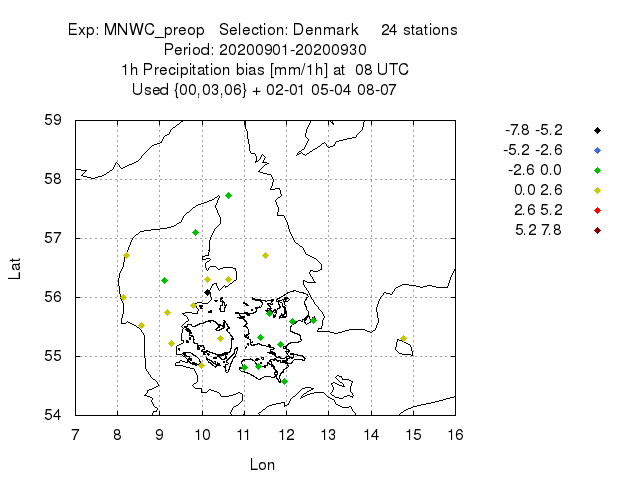 Exp: MNWC_preop   Selection: Denmark     24 stations
Period: 20200901-20200930
1h Precipitation bias [mm/1h] at  08 UTC
Used {00,03,06} + 02-01 05-04 08-07
59
58
57
56
55
54
Lat
7 8 9 10 11 12 13 14 15 16
Lon
-7.8 -5.2
-5.2 -2.6
-2.6 0.0
0.0 2.6
2.6 5.2
5.2 7.8